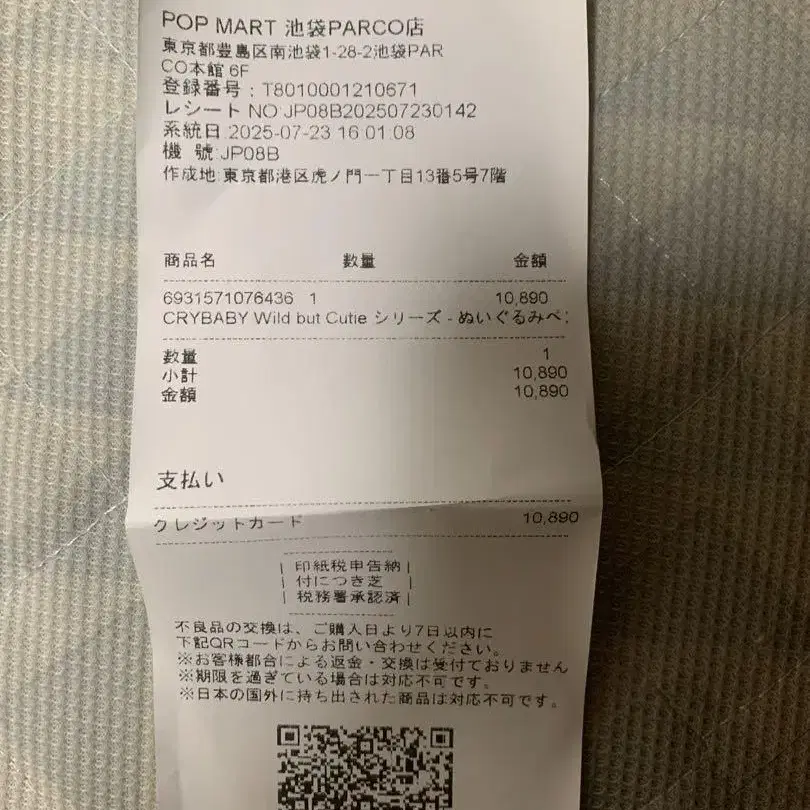 POP MART 池袋PARCO店
東京都豊島区南池袋1-28-2池袋PAR
CO本館 6F
登録番号：T8010001210671
レシート NO:JP08B202507230142
系統日:2025-07-23 16:01:08
機 號:JP08B
作成地:東京都港区虎ノ門一丁目13番5号7階
商品名 数量 金額
6931571076436 1 10,890
CRYBABY Wild but Cutie シリーズ - ぬいぐるみペ
数量 1
小計 10,890
金額 10,890
支払い
クレジットカード 10,890
印紙税申告納
付につき芝
税務署承認済
不良品の交換は、ご購入日より7日以内に
下記QRコードからお問い合わせください。
※お客様都合による返金・交換は受付ておりません
※期限を過ぎている場合は対応不可です。
※日本の国外に持ち出された商品は対応不可です。